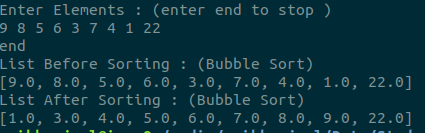 Enter Elements : (enter end to stop )
9 8 5 6 3 7 4 1 22
end
List Before Sorting : (Bubble Sort)
[9.0, 8.0, 5.0, 6.0, 3.0, 7.0, 4.0, 1.0, 22.0]
List After Sorting : (Bubble Sort)
[1.0, 3.0, 4.0, 5.0, 6.0, 7.0, 8.0, 9.0, 22.0]